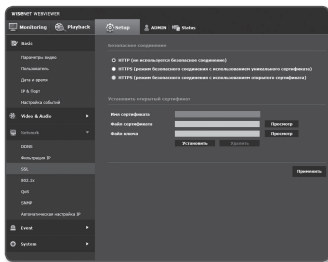 WISENET WEBVIEWER
Monitoring Playback Setup ADMIN Status
Basic
Параметры видео
Пользователь
Дата и время
IP & Порт
Настройка событий
Video & Audio
Network
DDNS
Фильтрация IP
SSL
802.1x
QoS
SNMP
Автоматическая настройка IP
Event
System
Безопасное соединение
HTTP (не используется безопасное соединение)
HTTPS (режим безопасного соединения с использованием уникального сертификата)
HTTPS (режим безопасного соединения с использованием открытого сертификата)
Установить открытый сертификат
Имя сертификата
Файл сертификата Просмотр
Файл ключа Просмотр
Установить Удалить
Применить